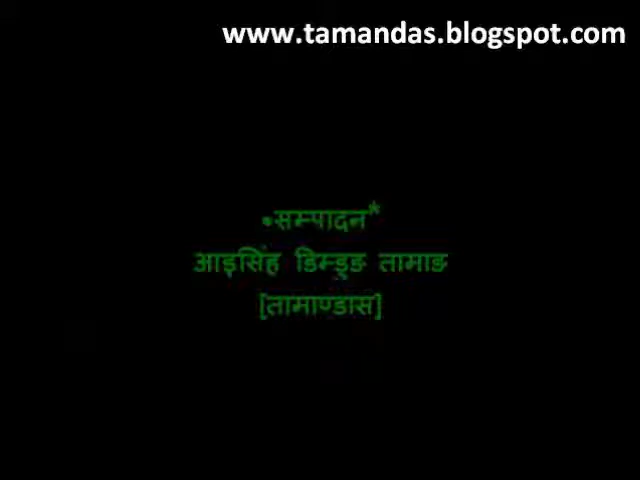 www.tamandas.blogspot.com
*सम्पादन*
आइसिंह डिम्डुङ तामाङ
[तामाण्डास]